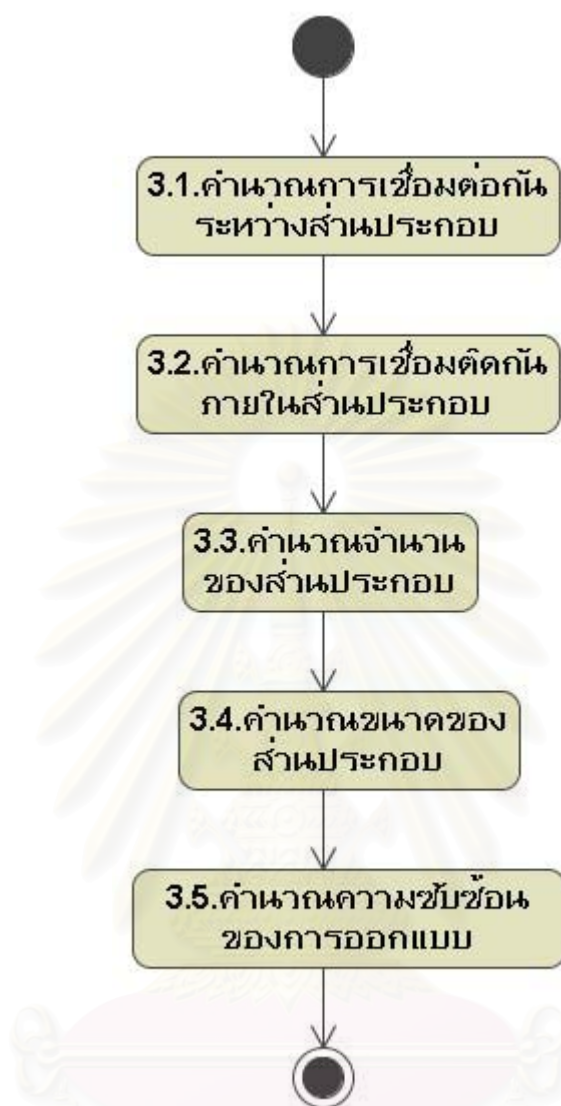 3.1.คำนวณการเชื่อมต่อกัน
ระหว่างส่วนประกอบ
3.2.คำนวณการเชื่อมติดกัน
ภายในส่วนประกอบ
3.3.คำนวณจำนวน
ของส่วนประกอบ
3.4.คำนวณขนาดของ
ส่วนประกอบ
3.5.คำนวณความซับซ้อน
ของการออกแบบ